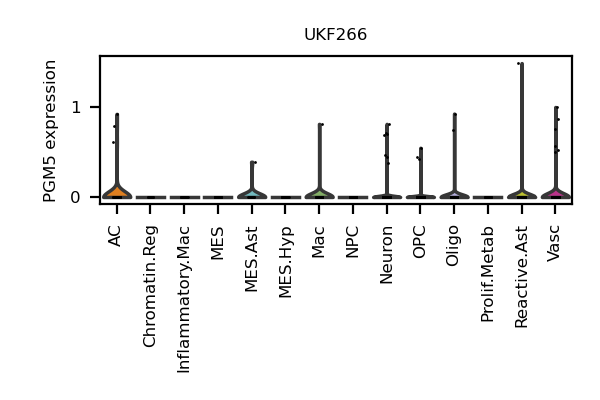 UKF266
PGM5 expression
1
0
AC
Chromatin.Reg
Inflammatory.Mac
MES
MES.Ast
MES.Hyp
Mac
NPC
Neuron
OPC
Oligo
Prolif.Metab
Reactive.Ast
Vasc